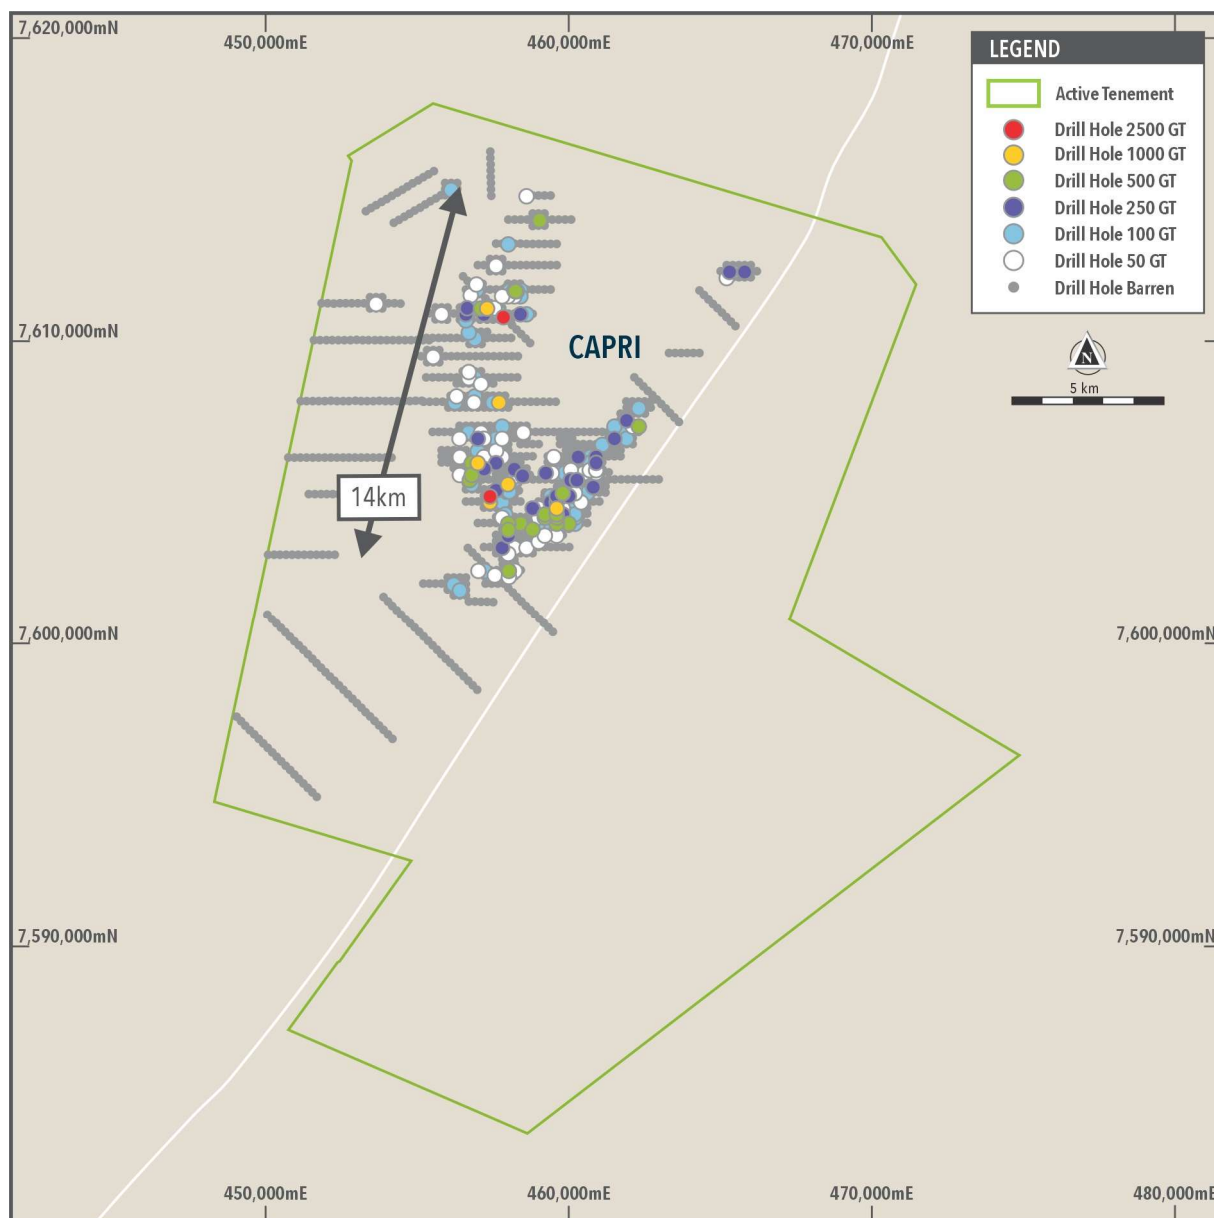 7,620,000mN
450,000mE
460,000mE
470,000mE
LEGEND
Active Tenement
Drill Hole 2500 GT
Drill Hole 1000 GT
Drill Hole 500 GT
Drill Hole 250 GT
Drill Hole 100 GT
Drill Hole 50 GT
Drill Hole Barren
7,610,000mN
CAPRI
N
5 km
14km
7,600,000mN
7,600,000mN
7,590,000mN
7,590,000mN
450,000mE
460,000mE
470,000mE
480,000mE